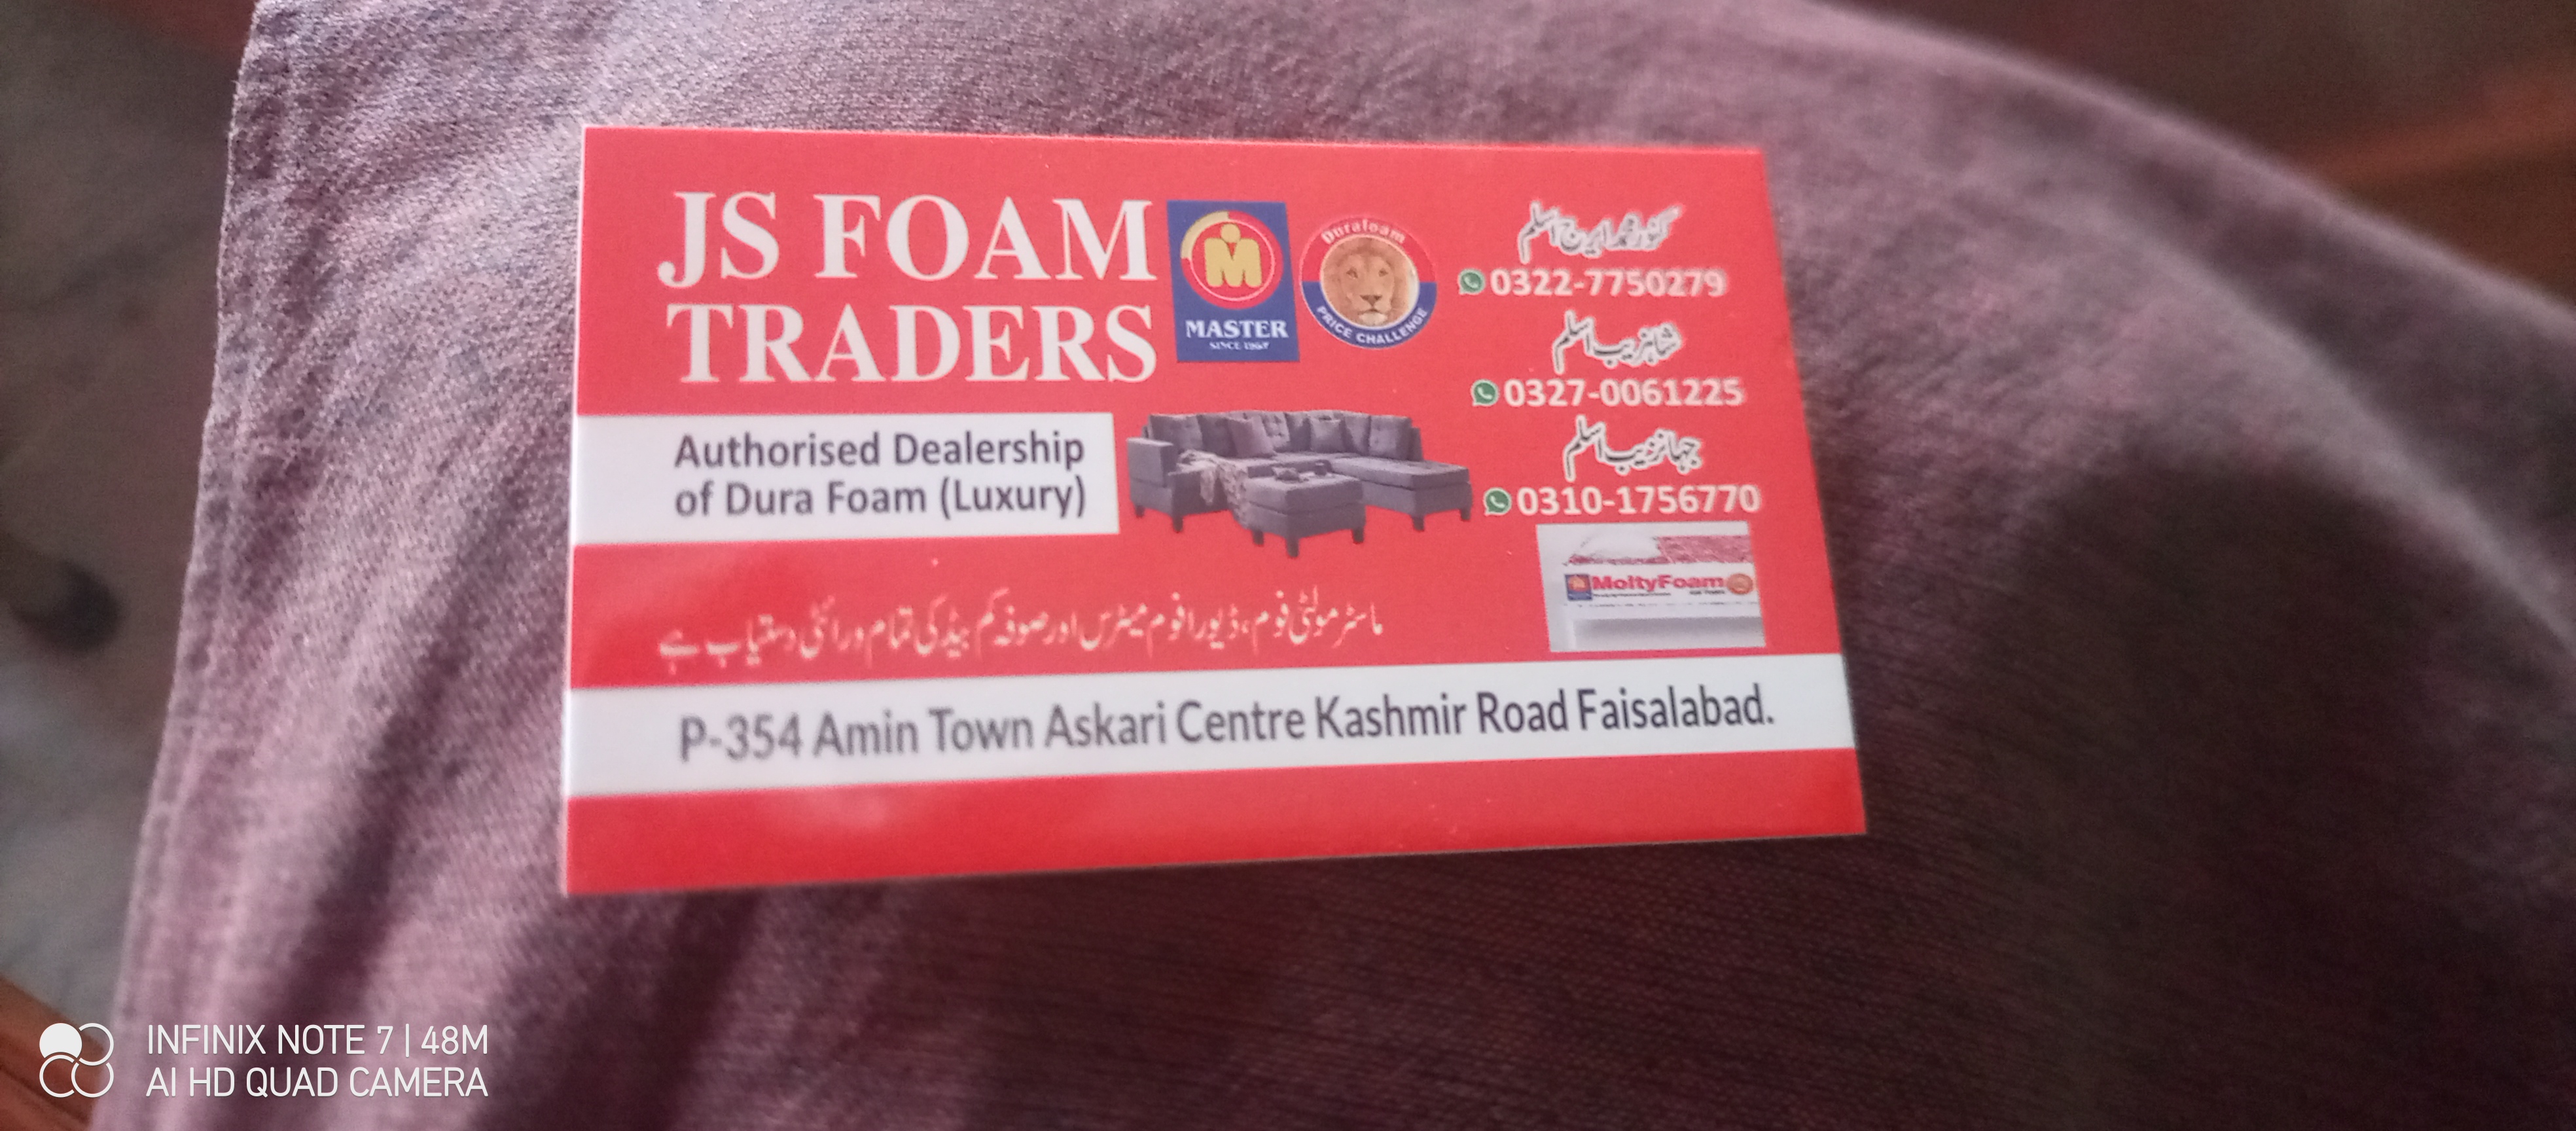 JS FOAM
TRADERS
MASTER
SINCE 1967
Durafoam
PRICE CHALLENGE
کنور محمد ایرج اسلم
0322-7750279
شاہزیب اسلم
0327-0061225
جہانزیب اسلم
0310-1756770
Authorised Dealership
of Dura Foam (Luxury)
MoltyFoam
ماسٹر مولٹی فوم، ڈیورا فوم میٹرس اور صوفہ کم بیڈ کی تمام ورائٹی دستیاب ہے
P-354 Amin Town Askari Centre Kashmir Road Faisalabad.
INFINIX NOTE 7 | 48M
AI HD QUAD CAMERA